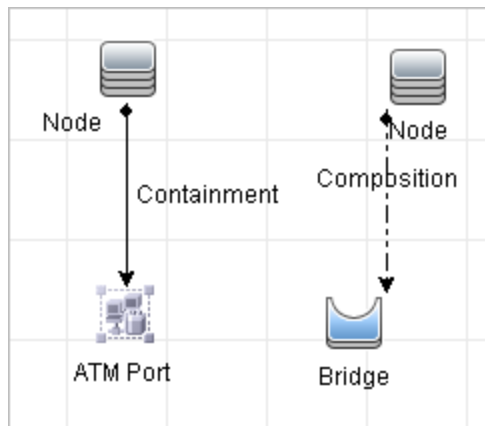 Node
Node
Containment
Composition
ATM Port
Bridge